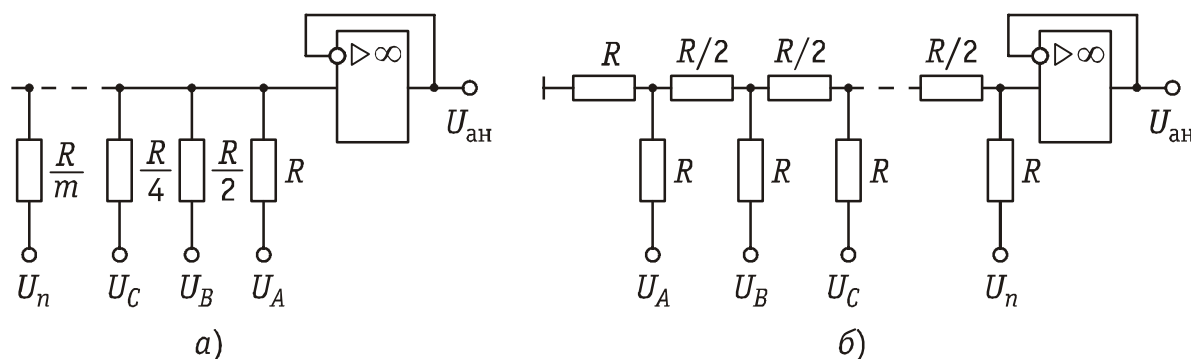 ▷ ∞
U_ан
R/m
R/4
R/2
R
U_n
U_C
U_B
U_A
а)
R
R/2
R/2
R/2
▷ ∞
U_ан
R
R
R
R
U_A
U_B
U_C
U_n
б)